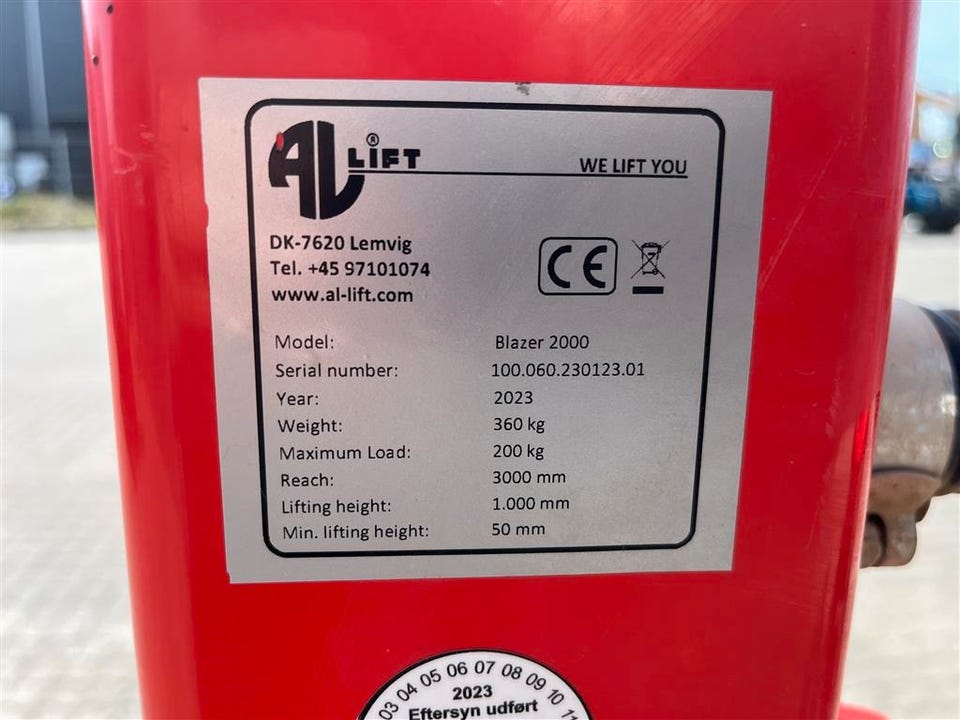 AL LIFT ®
WE LIFT YOU
DK-7620 Lemvig
Tel. +45 97101074
www.al-lift.com
CE
Model: Blazer 2000
Serial number: 100.060.230123.01
Year: 2023
Weight: 360 kg
Maximum Load: 200 kg
Reach: 3000 mm
Lifting height: 1.000 mm
Min. lifting height: 50 mm
03 04 05 06 07 08 09 10 11
2023
Eftersyn udført